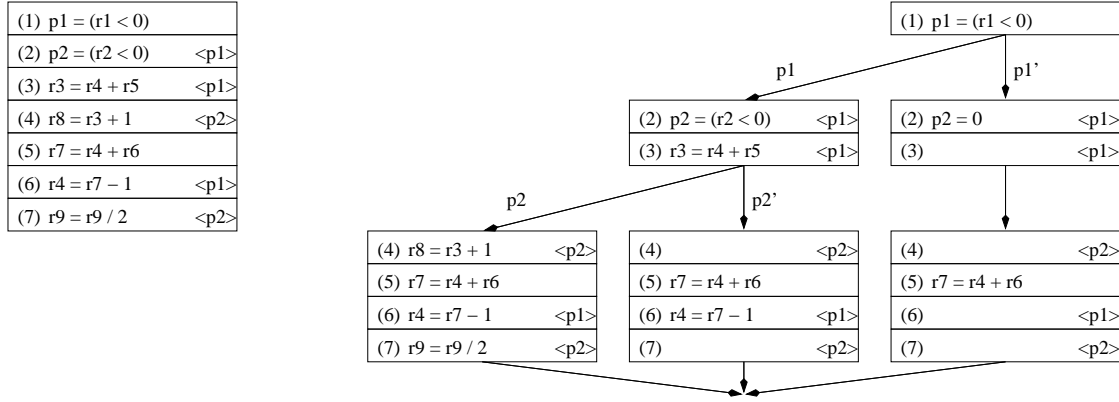 (1) p1 = (r1 < 0)
(2) p2 = (r2 < 0) <p1>
(3) r3 = r4 + r5 <p1>
(4) r8 = r3 + 1 <p2>
(5) r7 = r4 + r6
(6) r4 = r7 – 1 <p1>
(7) r9 = r9 / 2 <p2>
(1) p1 = (r1 < 0)
p1
p1’
(2) p2 = (r2 < 0) <p1>
(3) r3 = r4 + r5 <p1>
(2) p2 = 0 <p1>
(3) <p1>
p2
p2’
(4) r8 = r3 + 1 <p2>
(5) r7 = r4 + r6
(6) r4 = r7 – 1 <p1>
(7) r9 = r9 / 2 <p2>
(4) <p2>
(5) r7 = r4 + r6
(6) r4 = r7 – 1 <p1>
(7) <p2>
(4) <p2>
(5) r7 = r4 + r6
(6) <p1>
(7) <p2>